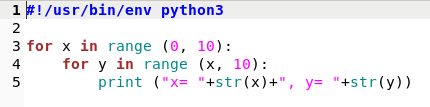 1 #!/usr/bin/env python3
2
3 for x in range (0, 10):
4     for y in range (x, 10):
5         print ("x= "+str(x)+", y= "+str(y))